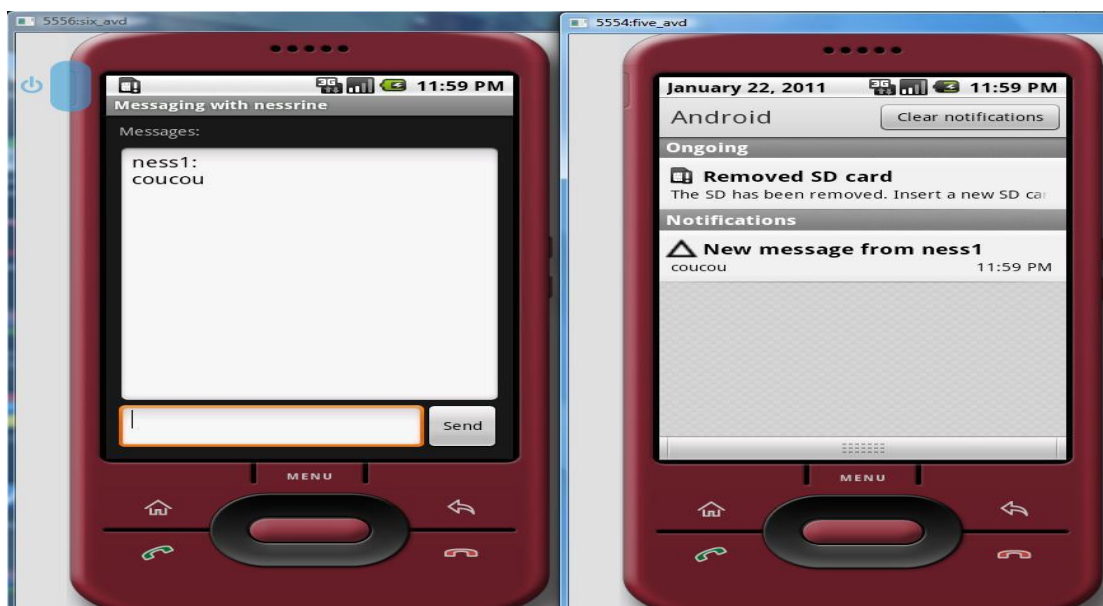 5556:six_avd
3G 11:59 PM
Messaging with nessrine
Messages:
ness1:
coucou
Send
MENU
5554:five_avd
January 22, 2011 3G 11:59 PM
Android Clear notifications
Ongoing
Removed SD card
The SD has been removed. Insert a new SD ca
Notifications
New message from ness1
coucou 11:59 PM
MENU